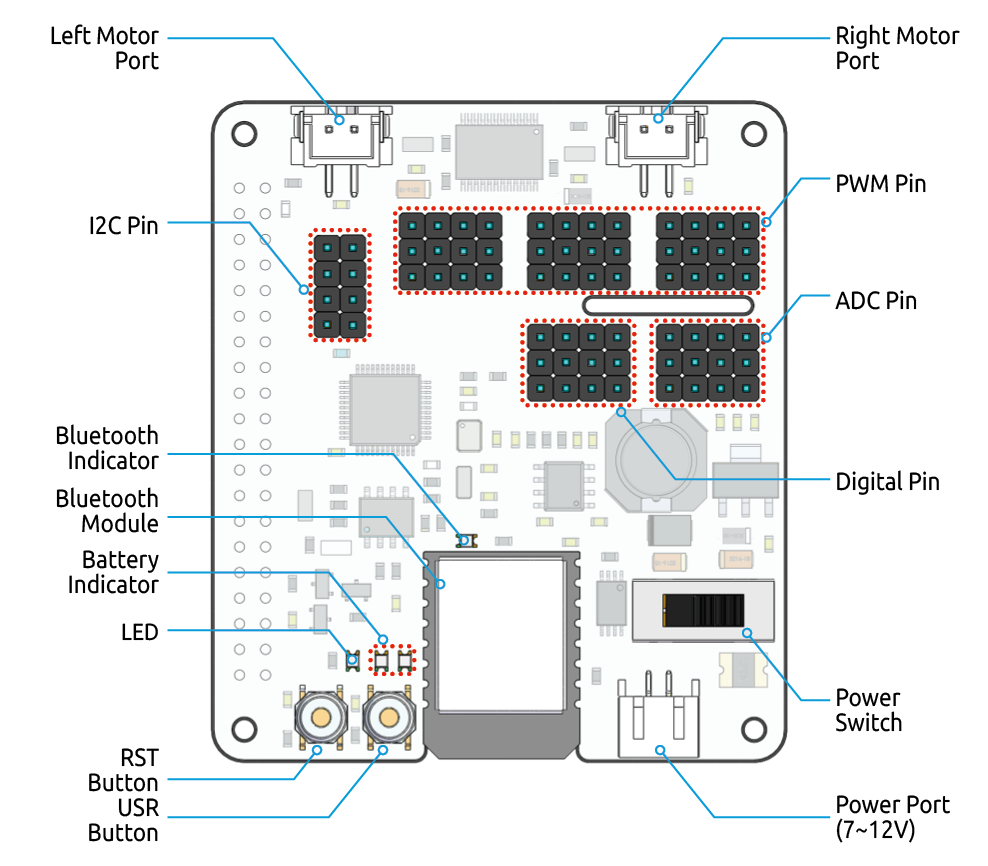 Left Motor
Port
Right Motor
Port
PWM Pin
I2C Pin
ADC Pin
Bluetooth
Indicator
Digital Pin
Bluetooth
Module
Battery
Indicator
LED
Power
Switch
RST
Button
USR
Button
Power Port
(7~12V)